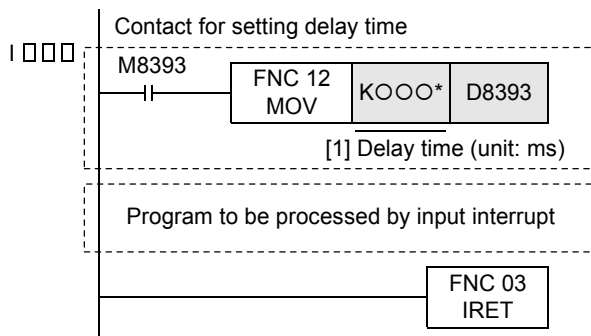 Contact for setting delay time
I □□□
M8393
FNC 12
MOV
K○○○*
D8393
[1] Delay time (unit: ms)
Program to be processed by input interrupt
FNC 03
IRET